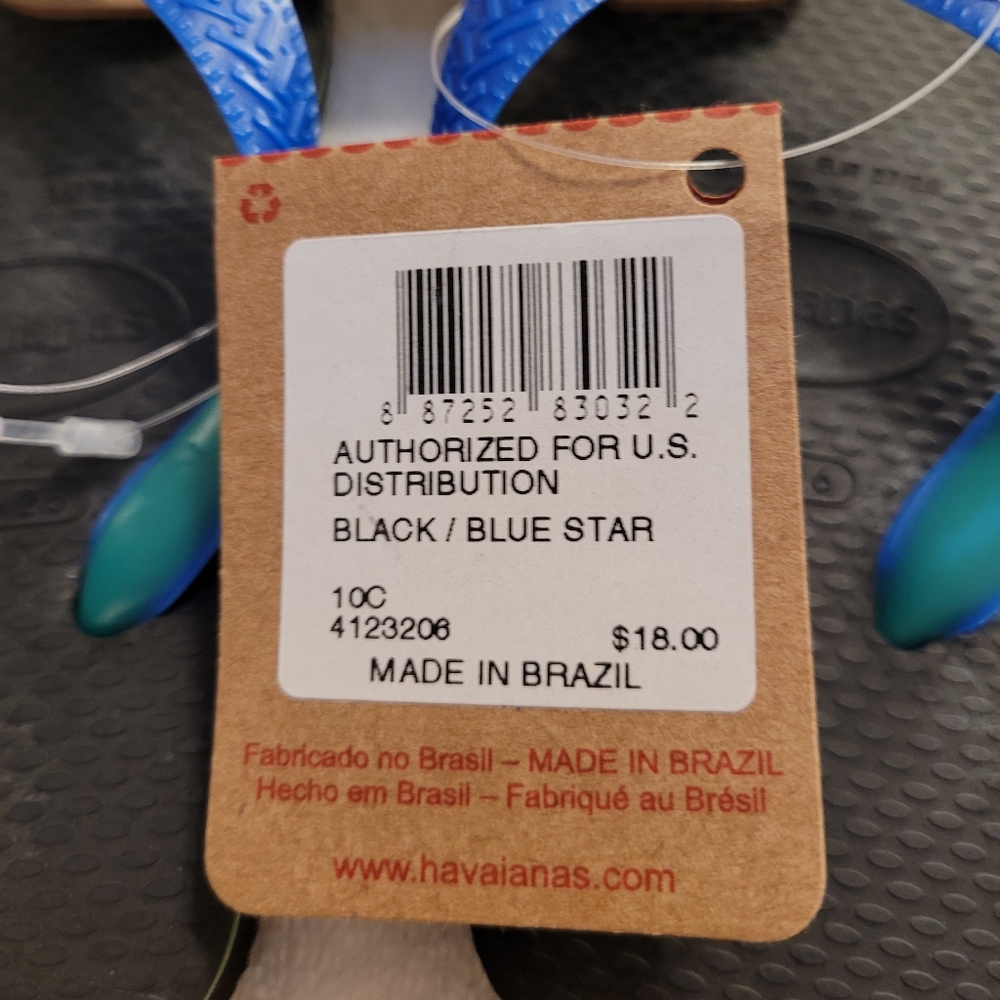 8 87252 83032 2
AUTHORIZED FOR U.S.
DISTRIBUTION
BLACK / BLUE STAR
10C
4123206
$18.00
MADE IN BRAZIL
Fabricado no Brasil – MADE IN BRAZIL
Hecho em Brasil – Fabriqué au Brésil
www.havaianas.com
anas